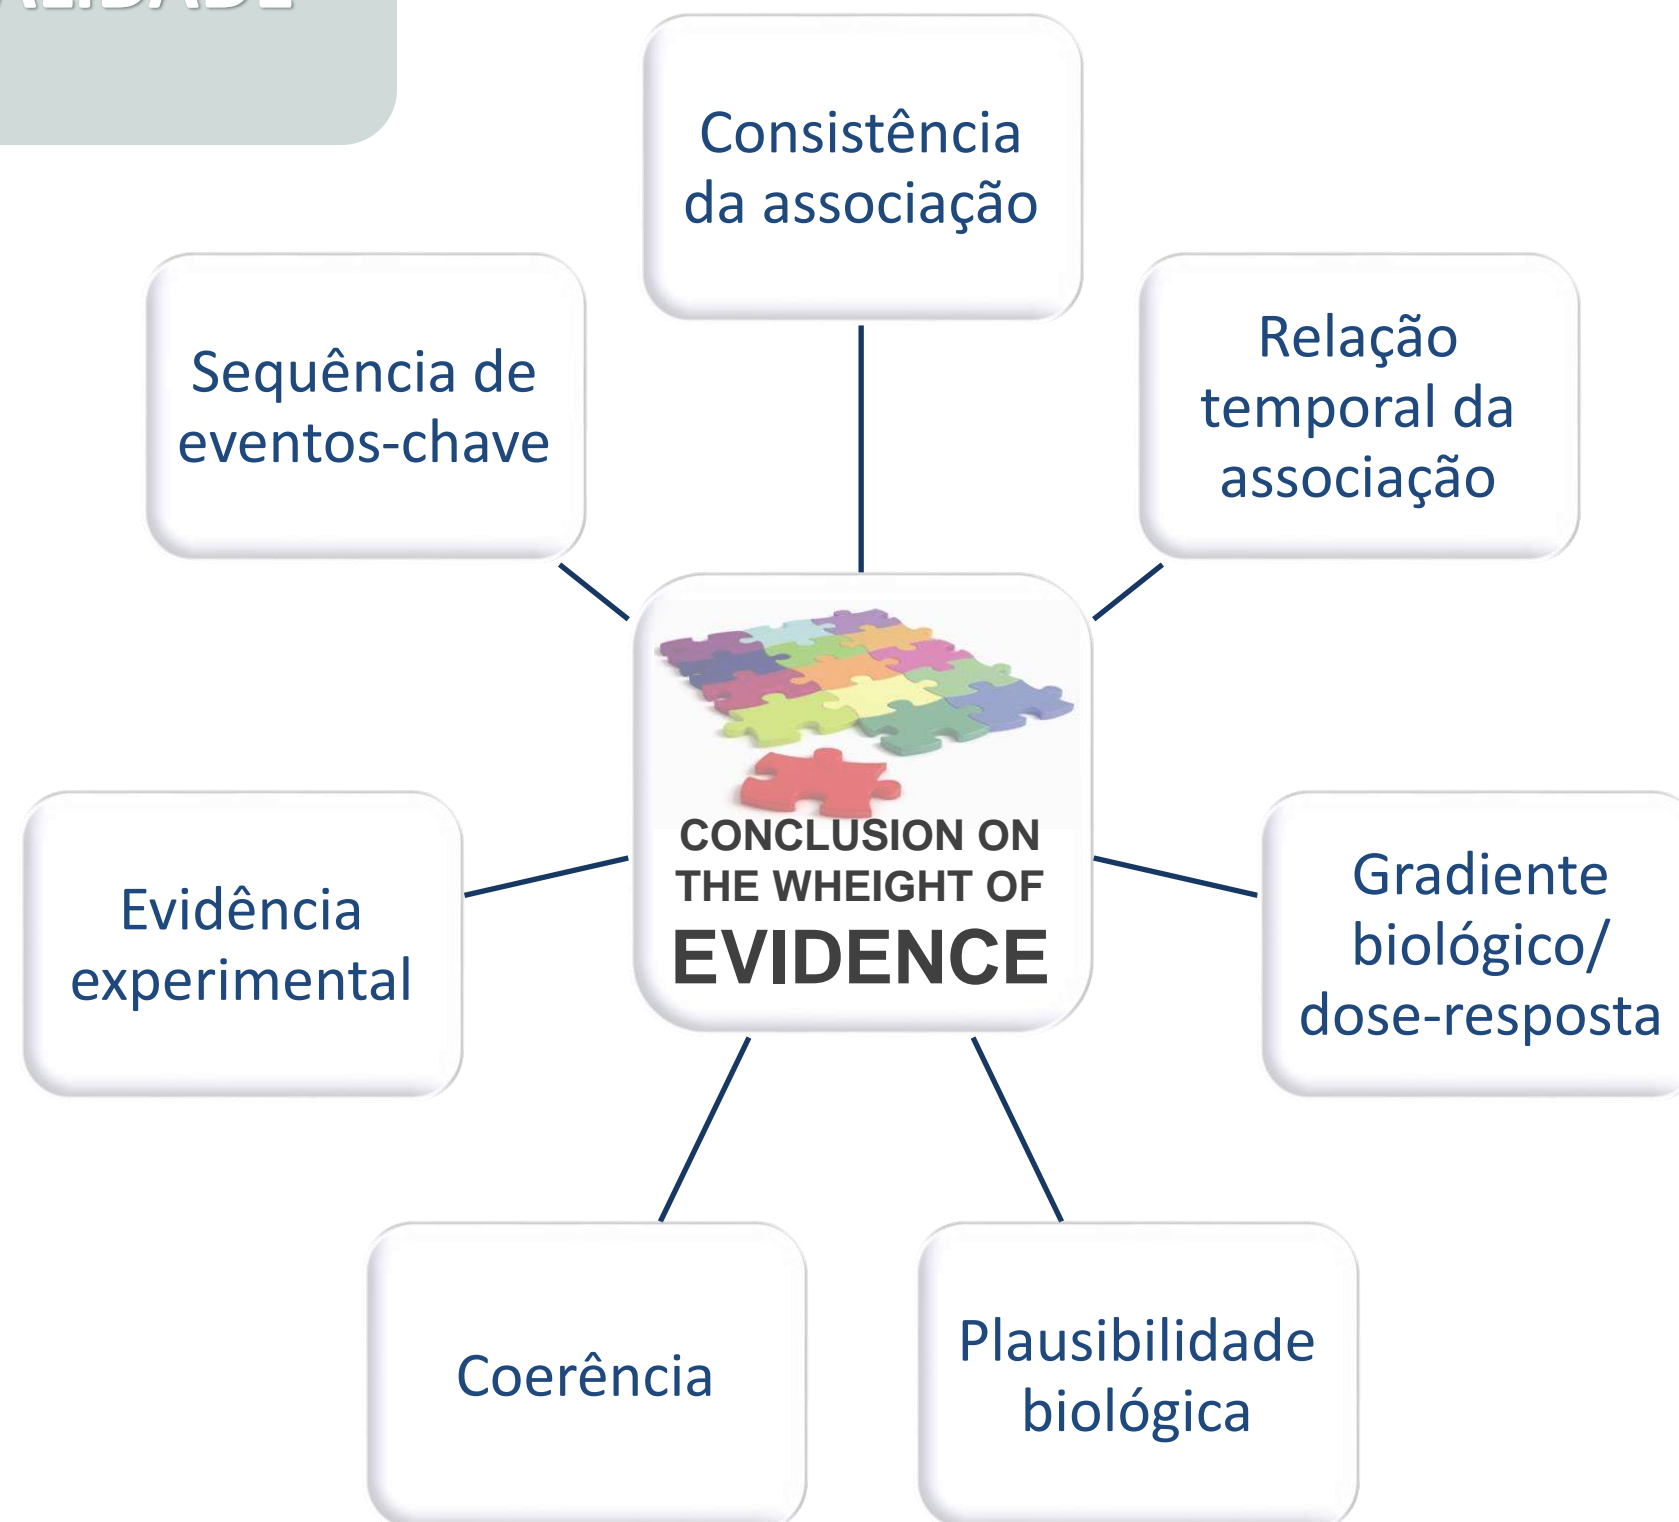 Consistência
da associação
Relação
temporal da
associação
Gradiente
biológico/
dose-resposta
Plausibilidade
biológica
Coerência
Evidência
experimental
Sequência de
eventos-chave
CONCLUSION ON
THE WHEIGHT OF
EVIDENCE